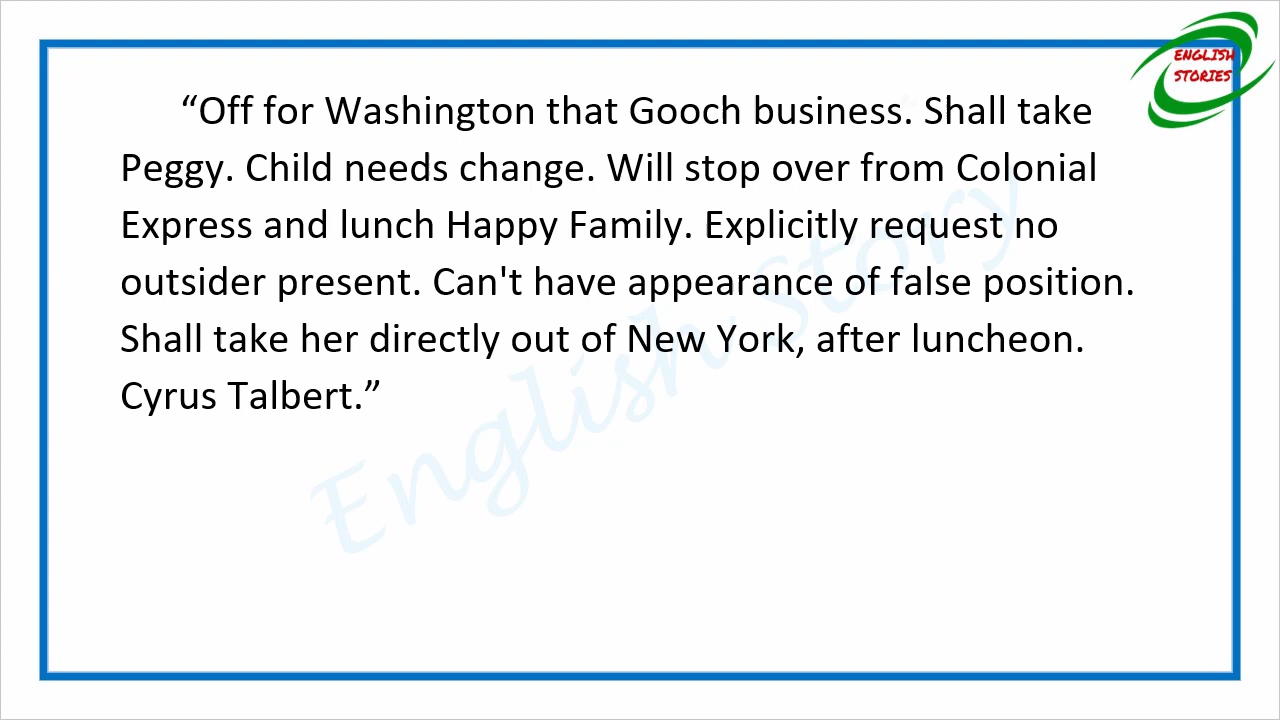 ENGLISH
STORIES
“Off for Washington that Gooch business. Shall take
Peggy. Child needs change. Will stop over from Colonial
Express and lunch Happy Family. Explicitly request no
outsider present. Can't have appearance of false position.
Shall take her directly out of New York, after luncheon.
Cyrus Talbert.”
English Story